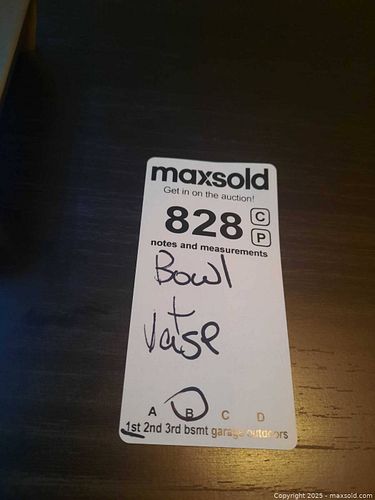 maxsold
Get in on the auction!
828 C
P
notes and measurements
Bowl
+
Vatse
A B C D
1st 2nd 3rd bsmt garage outdoors
Copyright 2025 - maxsold.com